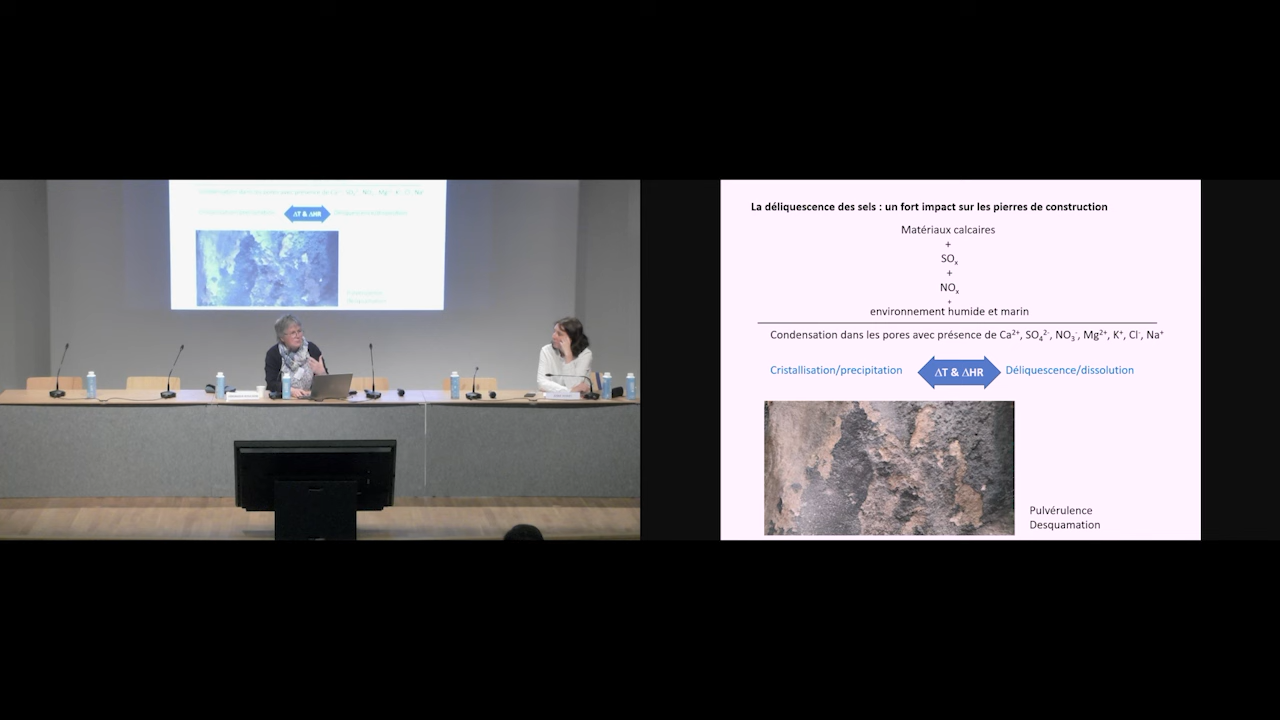 La déliquescence des sels : un fort impact sur les pierres de construction
Matériaux calcaires
+
SOₓ
+
NOₓ
+
environnement humide et marin
Condensation dans les pores avec présence de Ca²⁺, SO₄²⁻, NO₃⁻, Mg²⁺, K⁺, Cl⁻, Na⁺
Cristallisation/precipitation
ΔT & ΔHR
Déliquescence/dissolution
Pulvérulence
Desquamation
ΔT & ΔHR